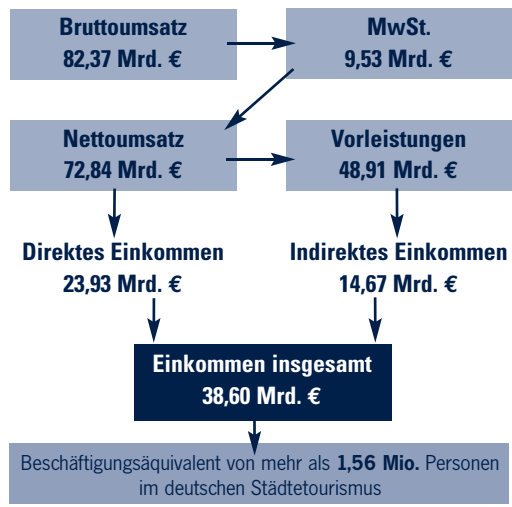 Bruttoumsatz
82,37 Mrd. €
MwSt.
9,53 Mrd. €
Nettoumsatz
72,84 Mrd. €
Vorleistungen
48,91 Mrd. €
Direktes Einkommen
23,93 Mrd. €
Indirektes Einkommen
14,67 Mrd. €
Einkommen insgesamt
38,60 Mrd. €
Beschäftigungsäquivalent von mehr als 1,56 Mio. Personen
im deutschen Städtetourismus